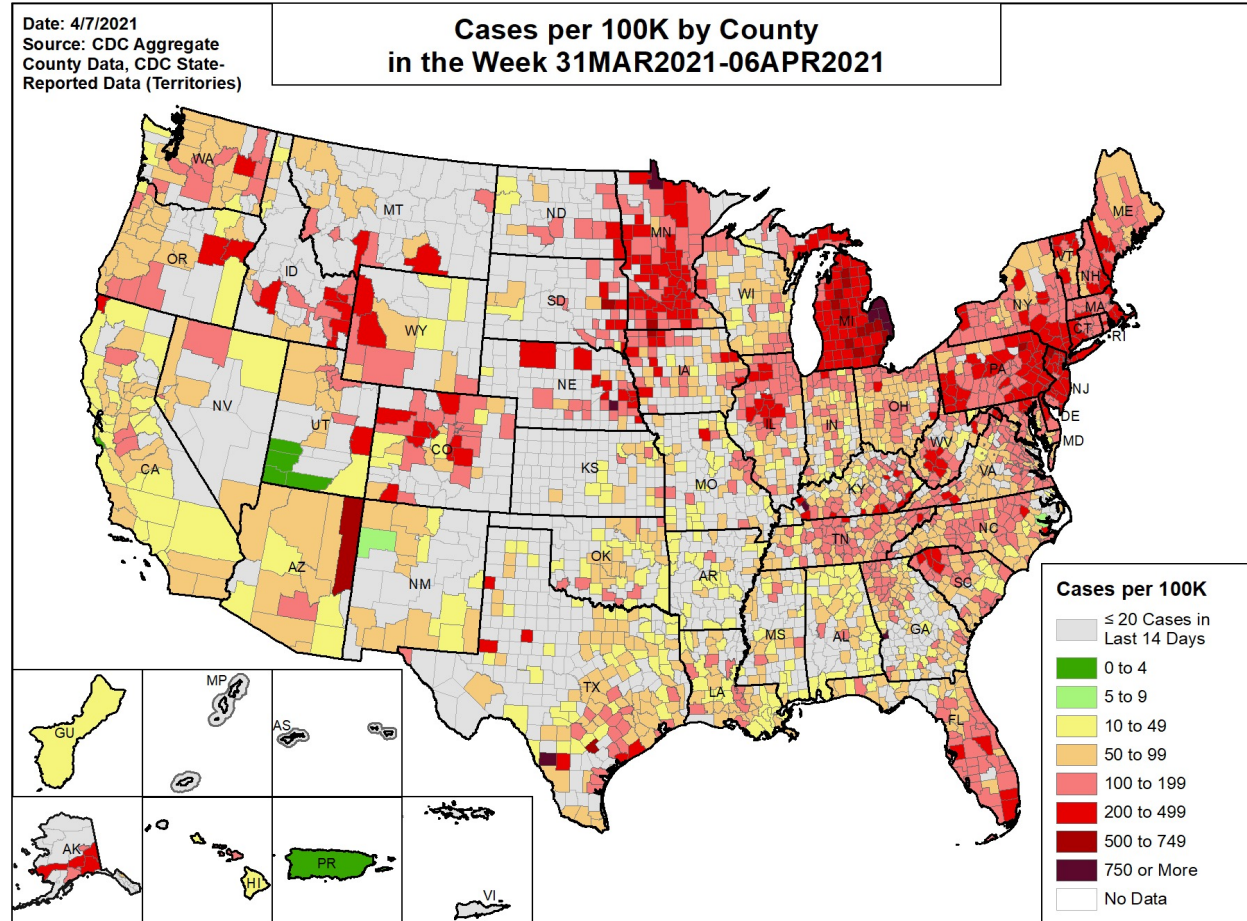 Date: 4/7/2021
Source: CDC Aggregate
County Data, CDC State-
Reported Data (Territories)
Cases per 100K by County
in the Week 31MAR2021-06APR2021
WA
MT
ND
MN
ME
OR
ID
SD
WI
VT
NH
NY
MA
WY
MI
CT
RI
IA
PA
NE
NJ
NV
UT
CO
IL
IN
OH
DE
MD
WV
VA
CA
KS
MO
KY
NC
TN
AZ
NM
OK
AR
SC
MS
AL
GA
TX
LA
FL
GU
MP
AS
AK
HI
PR
VI
Cases per 100K
≤ 20 Cases in
Last 14 Days
0 to 4
5 to 9
10 to 49
50 to 99
100 to 199
200 to 499
500 to 749
750 or More
No Data